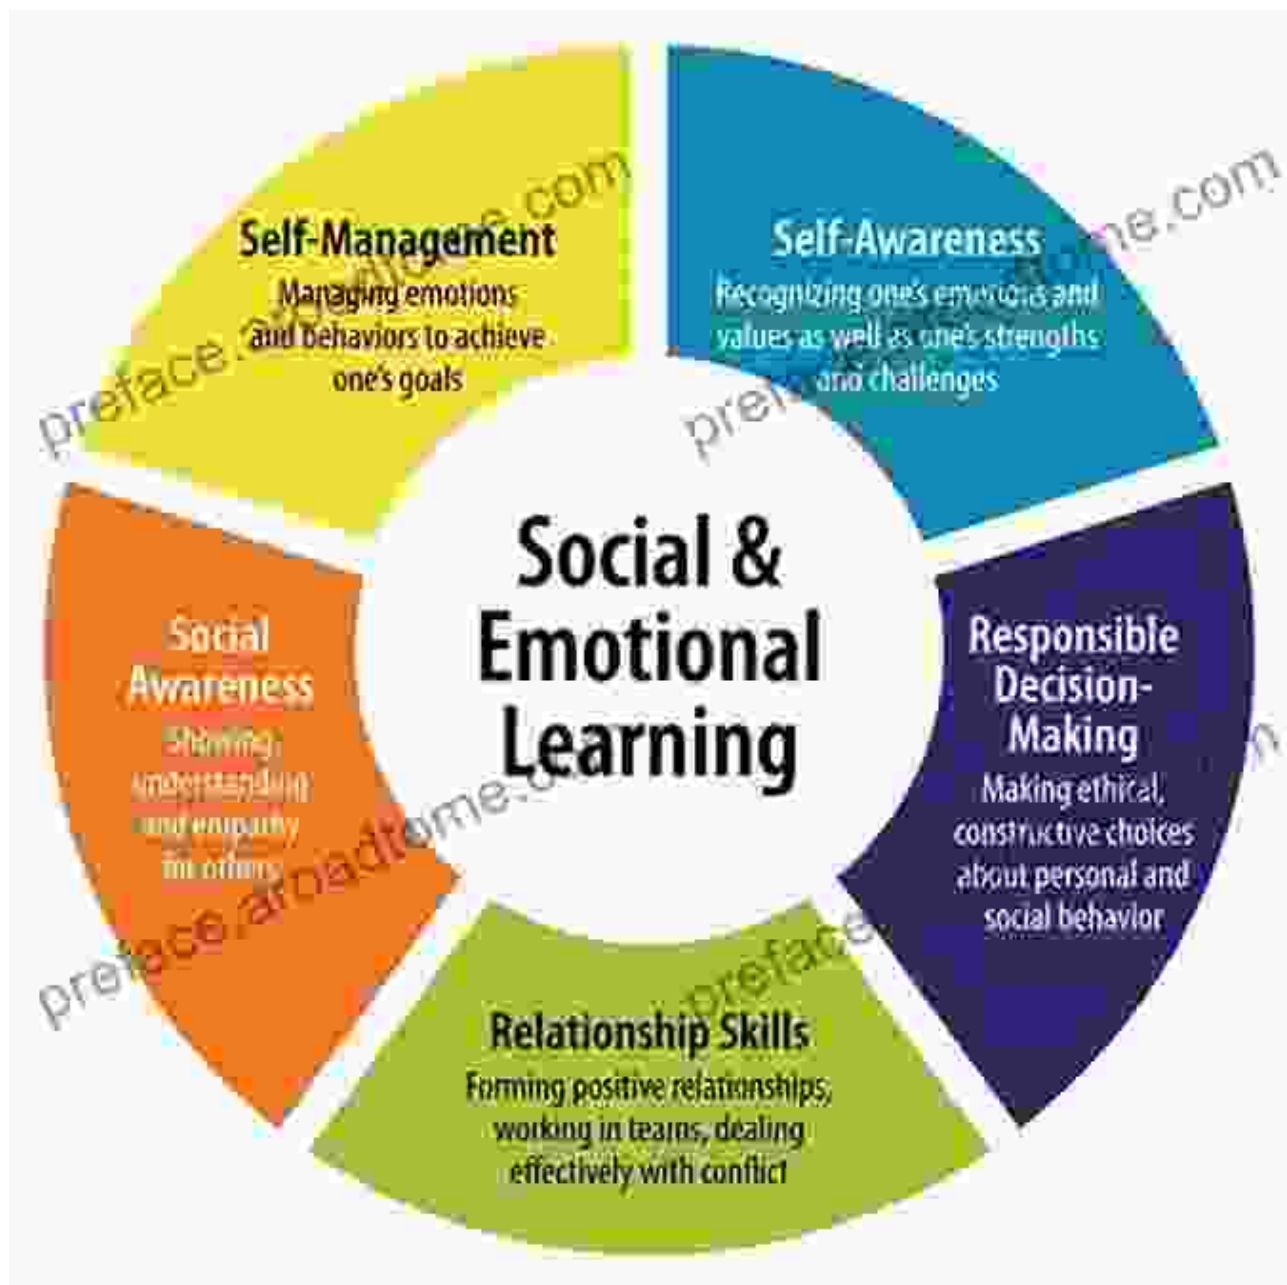 Social &
Emotional
Learning
Self-Awareness
Recognizing one's emotions and
values as well as one's strengths
and challenges
Responsible
Decision-
Making
Making ethical,
constructive choices
about personal and
social behavior
Relationship Skills
Forming positive relationships,
working in teams, dealing
effectively with conflict
Social
Awareness
Showing
understanding
and empathy
for others
Self-Management
Managing emotions
and behaviors to achieve
one's goals
preface.aroadtome.com